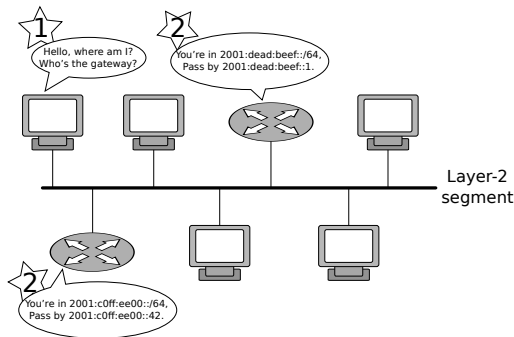 1
Hello, where am I?
Who's the gateway?
2
You're in 2001:dead:beef::/64,
Pass by 2001:dead:beef::1.
Layer-2
segment
2
You're in 2001:c0ff:ee00::/64,
Pass by 2001:c0ff:ee00::42.